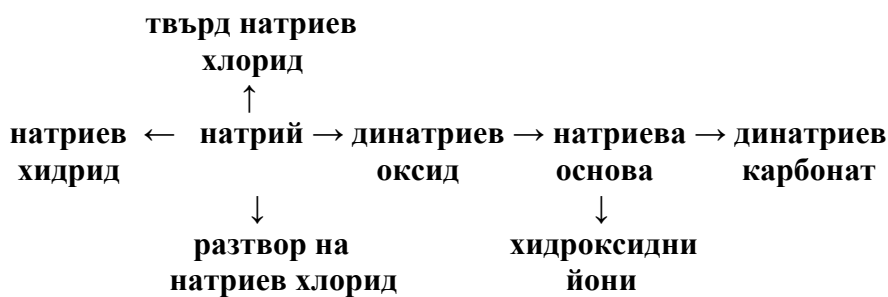 твърд натриев
хлорид
↑
натриев ← натрий → динатриев → натриева → динатриев
хидрид оксид основа карбонат
↓ ↓
разтвор на хидроксидни
натриев хлорид йони